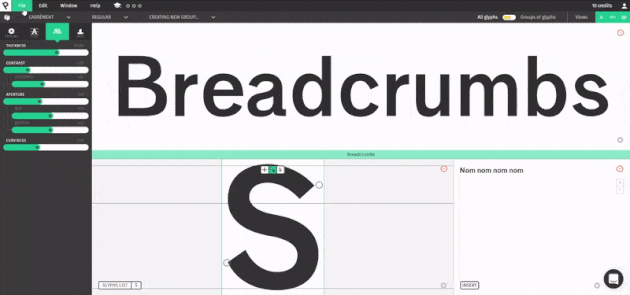 File Edit Window Help 10 credits
CARREMENT REGULAR CREATING NEW GROUP... All glyphs Groups of glyphs Views
THICKNESS
CONTRAST
APERTURE
CURVINESS
Breadcrumbs
Breadcrumbs
S
Nom nom nom nom
GLYPHS LIST S
INSERT